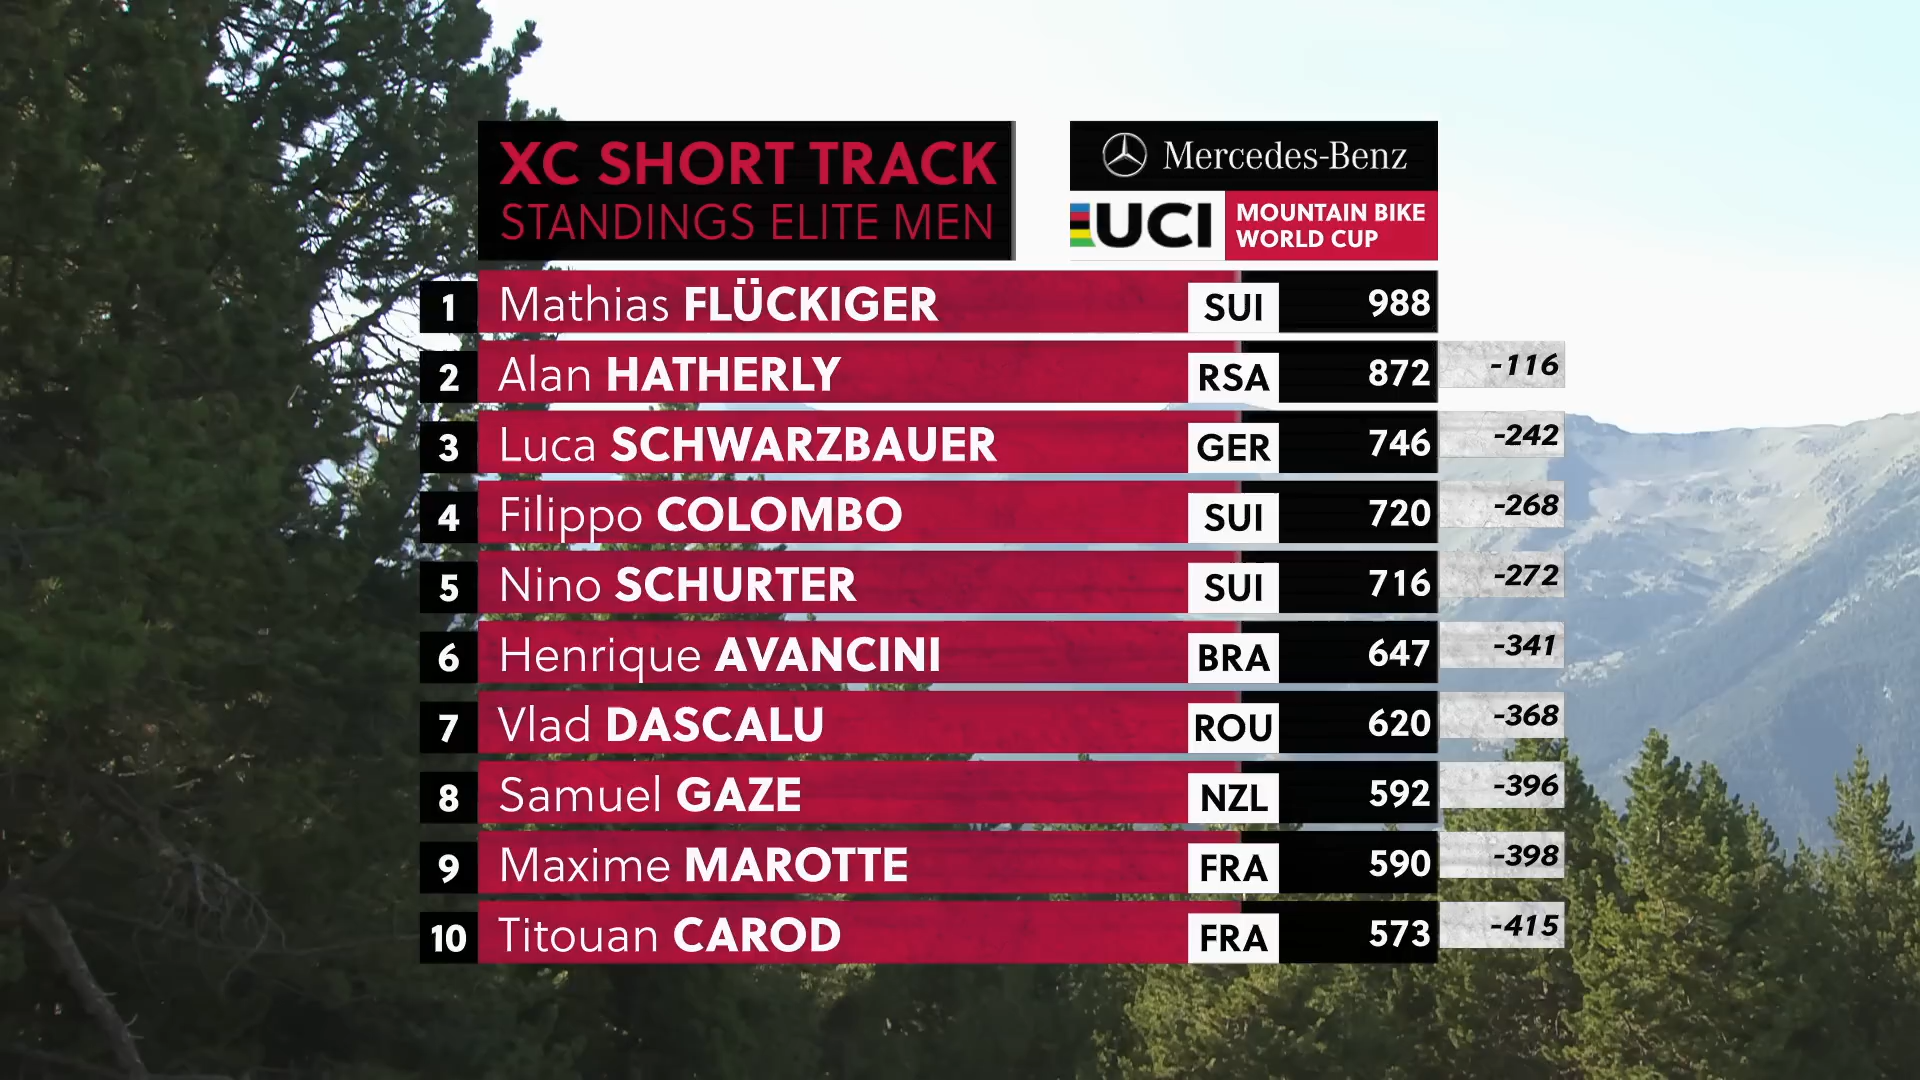 XC SHORT TRACK
STANDINGS ELITE MEN
Mercedes-Benz
UCI MOUNTAIN BIKE
WORLD CUP
1 Mathias FLÜCKIGER SUI 988
2 Alan HATHERLY RSA 872 -116
3 Luca SCHWARZBAUER GER 746 -242
4 Filippo COLOMBO SUI 720 -268
5 Nino SCHURTER SUI 716 -272
6 Henrique AVANCINI BRA 647 -341
7 Vlad DASCALU ROU 620 -368
8 Samuel GAZE NZL 592 -396
9 Maxime MAROTTE FRA 590 -398
10 Titouan CAROD FRA 573 -415